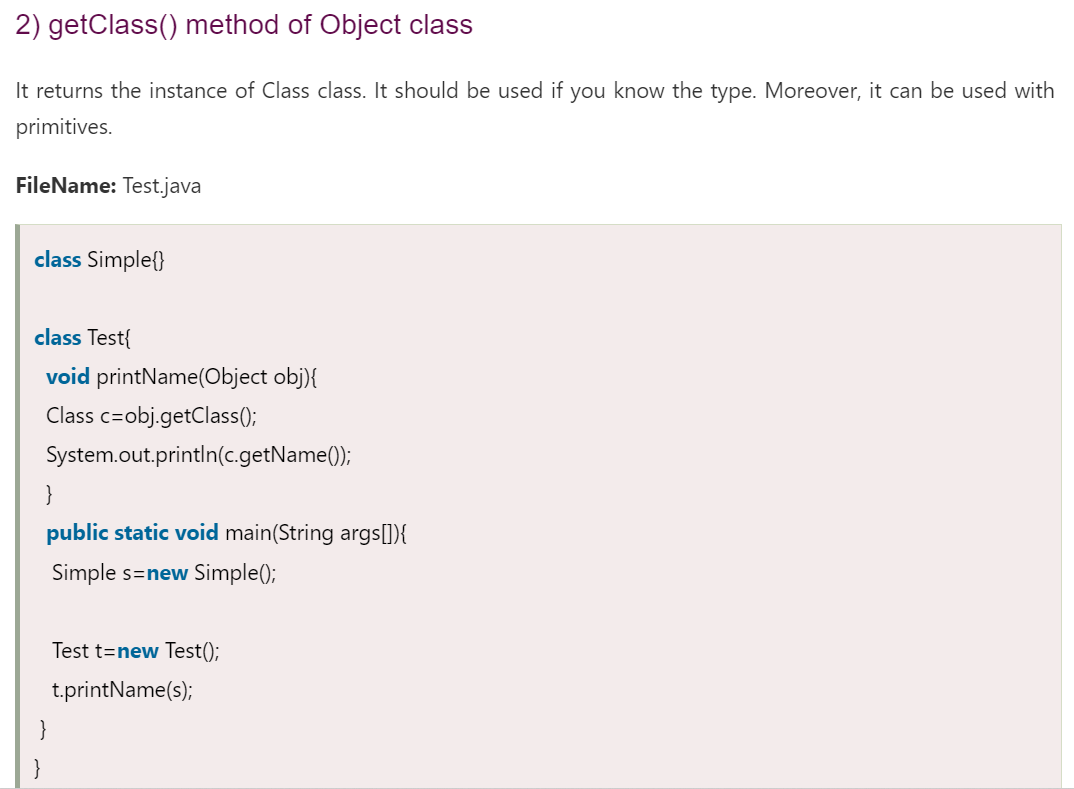 2) getClass() method of Object class
It returns the instance of Class class. It should be used if you know the type. Moreover, it can be used with
primitives.
FileName: Test.java
class Simple{}
class Test{
void printName(Object obj){
Class c=obj.getClass();
System.out.println(c.getName());
}
public static void main(String args[]){
Simple s=new Simple();
Test t=new Test();
t.printName(s);
}
}